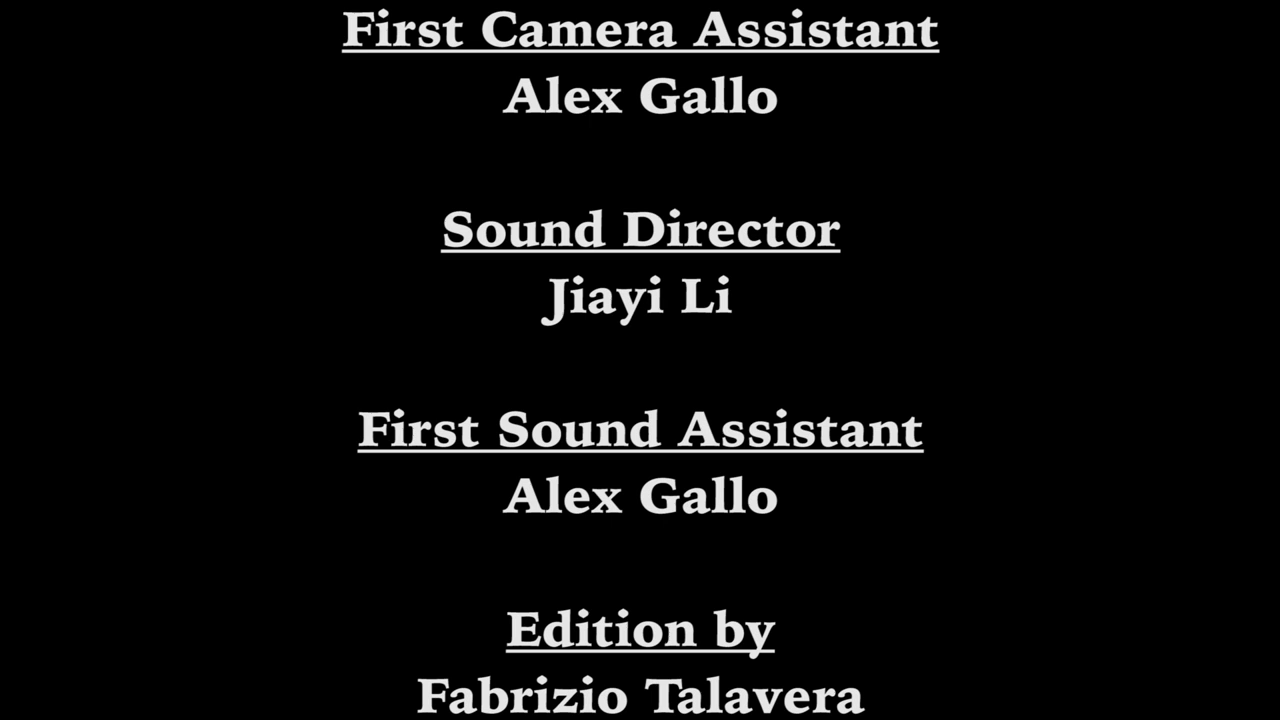 First Camera Assistant
Alex Gallo
Sound Director
Jiayi Li
First Sound Assistant
Alex Gallo
Edition by
Fabrizio Talavera